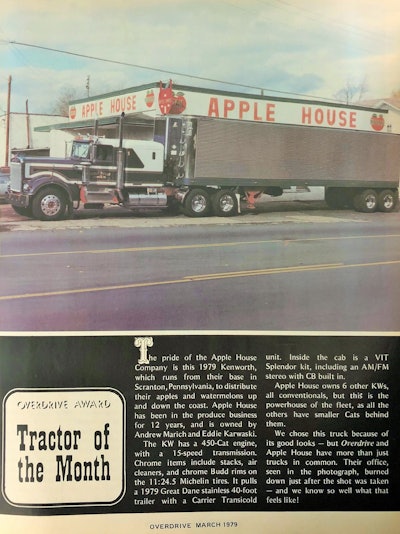 APPLE HOUSE
APPLE HOUSE
The pride of the Apple House
Company is this 1979 Kenworth,
which runs from their base in
Scranton, Pennsylvania, to distribute
their apples and watermelons up
and down the coast. Apple House
has been in the produce business
for 12 years, and is owned by
Andrew Marich and Eddie Karwaski.
The KW has a 450-Cat engine,
with a 15-speed transmission.
Chrome items include stacks, air
cleaners, and chrome Budd rims on
the 11:24.5 Michelin tires. It pulls
a 1979 Great Dane stainless 40-foot
trailer with a Carrier Transicold
unit. Inside the cab is a VIT
Splendor kit, including an AM/FM
stereo with CB built in.
Apple House owns 6 other KWs,
all conventionals, but this is the
powerhouse of the fleet, as all the
others have smaller Cats behind
them.
We chose this truck because of
its good looks — but Overdrive and
Apple House have more than just
trucks in common. Their office,
seen in the photograph, burned
down just after the shot was taken
— and we know so well what that
feels like!
OVERDRIVE AWARD
Tractor
of the
Month
OVERDRIVE MARCH 1979